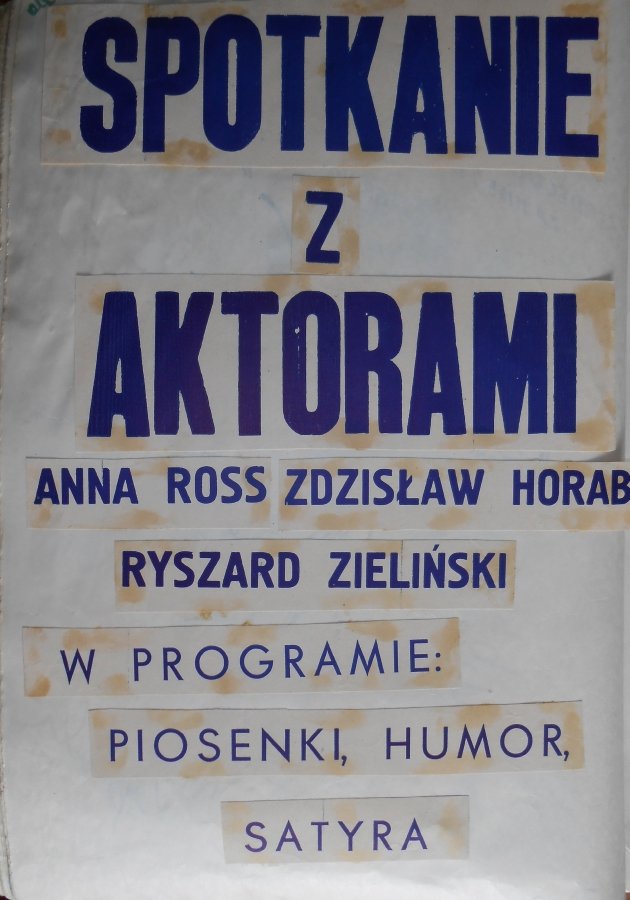 SPOTKANIE
Z
AKTORAMI
ANNA ROSS ZDZISŁAW HORAB
RYSZARD ZIELIŃSKI
W PROGRAMIE:
PIOSENKI, HUMOR,
SATYRA